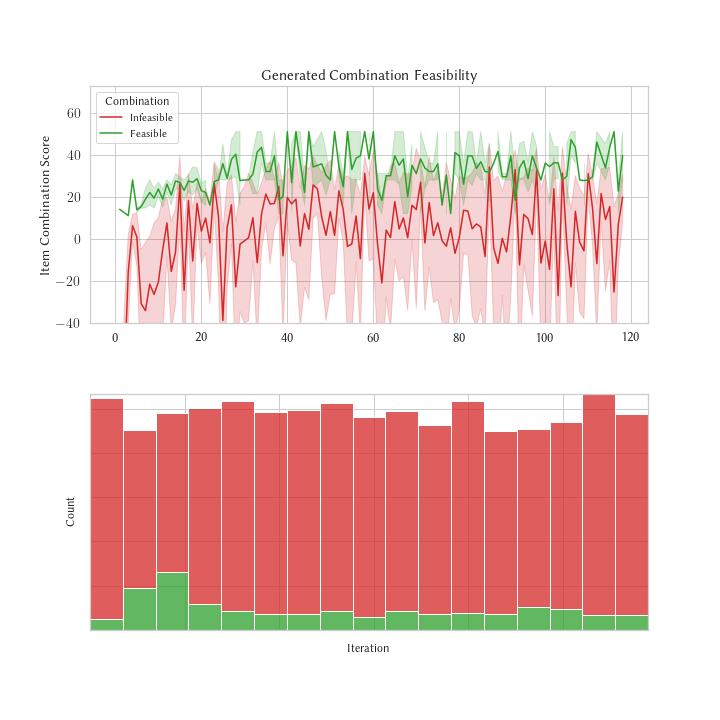 Generated Combination Feasibility
Item Combination Score
60
40
20
0
−20
−40
Combination
Infeasible
Feasible
0
20
40
60
80
100
120
Count
Iteration